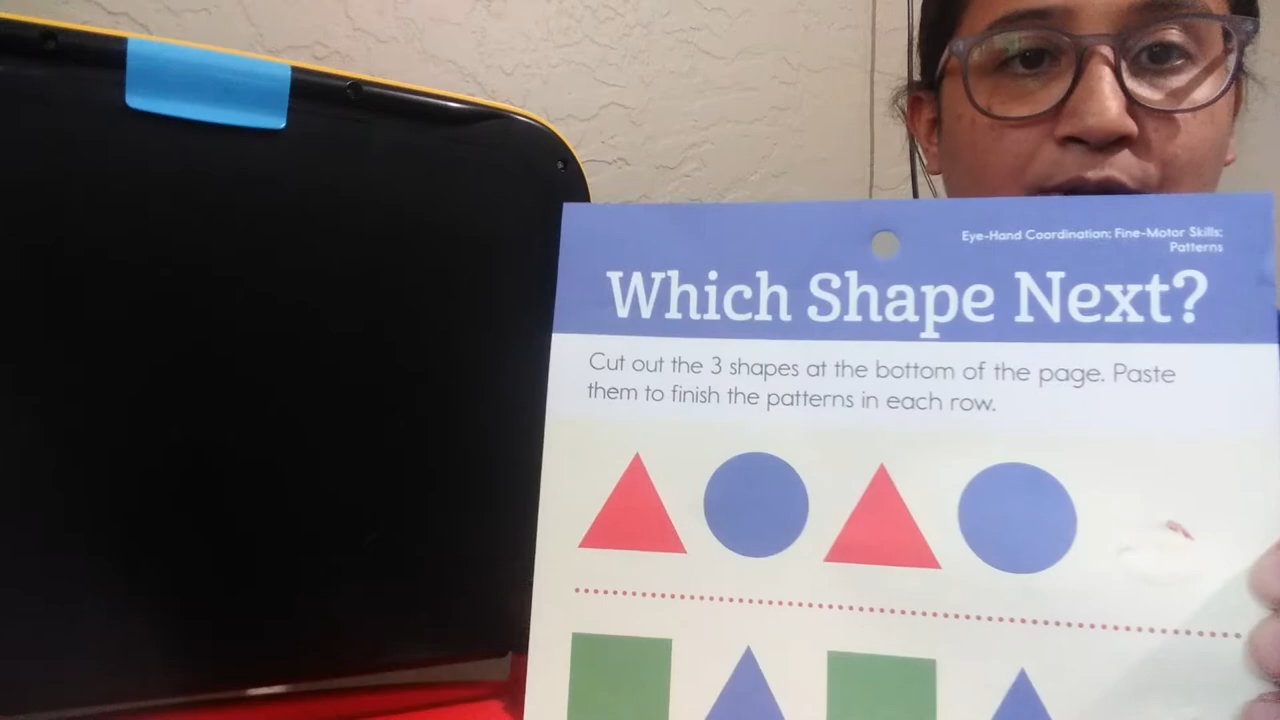 Eye-Hand Coordination; Fine-Motor Skills;
Patterns
Which Shape Next?
Cut out the 3 shapes at the bottom of the page. Paste
them to finish the patterns in each row.